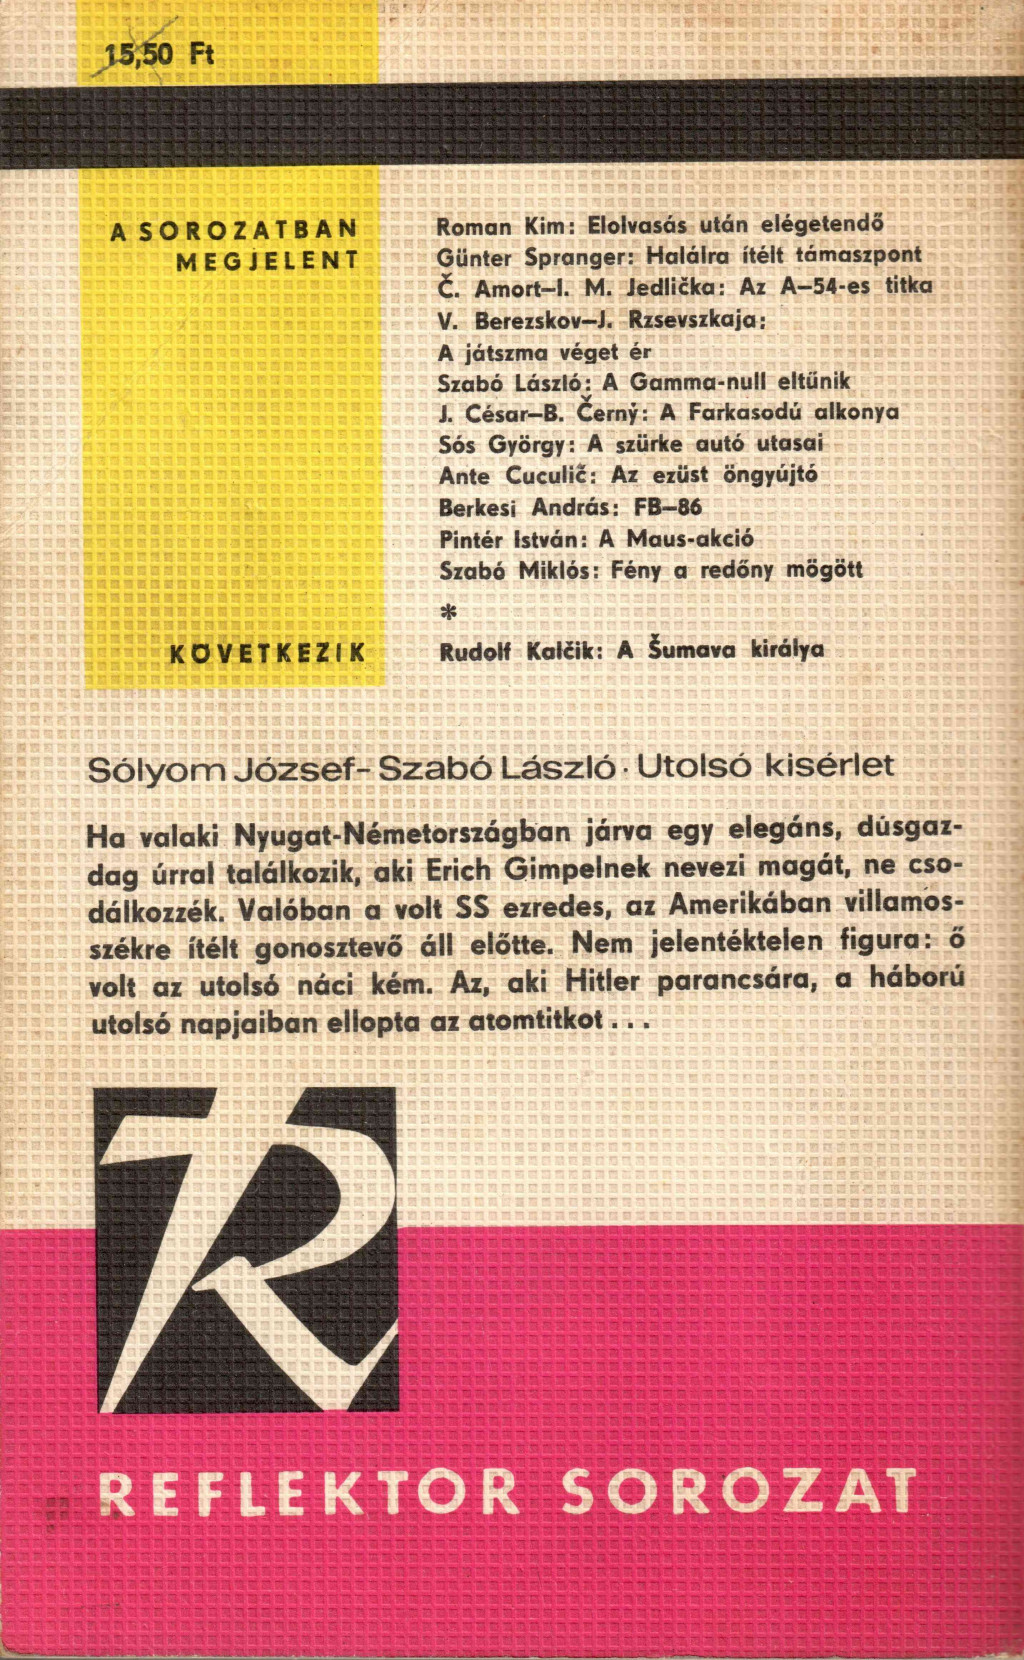 15,50 Ft
A SOROZATBAN
MEGJELENT
Roman Kim: Elolvasás után elégetendő
Günter Spranger: Halálra ítélt támaszpont
Č. Amort–I. M. Jedlička: Az A–54-es titka
V. Berezskov–J. Rzsevszkaja:
A játszma véget ér
Szabó László: A Gamma-null eltűnik
J. César–B. Černý: A Farkasodú alkonya
Sós György: A szürke autó utasai
Ante Cuculič: Az ezüst öngyújtó
Berkesi András: FB–86
Pintér István: A Maus-akció
Szabó Miklós: Fény a redőny mögött
*
KÖVETKEZIK
Rudolf Kalčik: A Šumava királya
Sólyom József-Szabó László · Utolsó kisérlet
Ha valaki Nyugat-Németországban járva egy elegáns, dúsgaz-
dag úrral találkozik, aki Erich Gimpelnek nevezi magát, ne cso-
dálkozzék. Valóban a volt SS ezredes, az Amerikában villamos-
székre ítélt gonosztevő áll előtte. Nem jelentéktelen figura: ő
volt az utolsó náci kém. Az, aki Hitler parancsára, a háború
utolsó napjaiban ellopta az atomtitkot...
R
REFLEKTOR SOROZAT